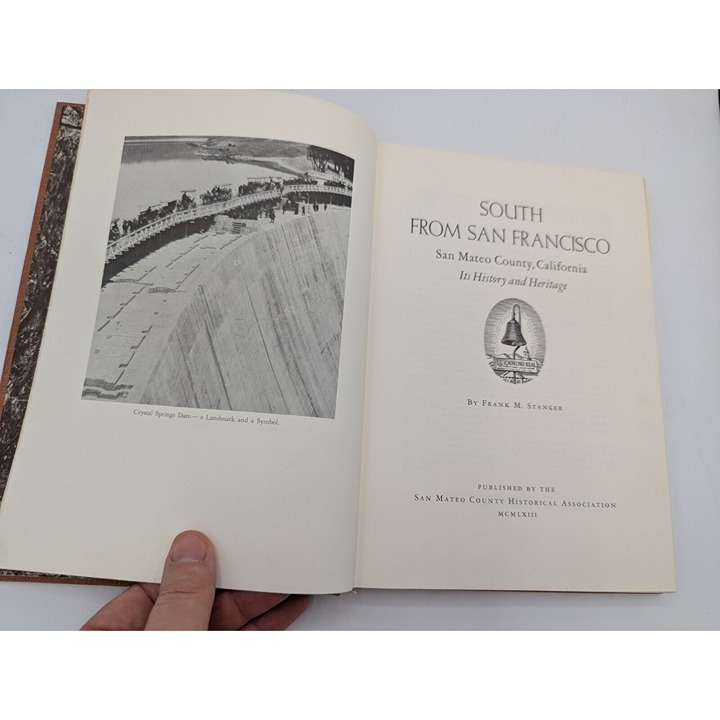 Crystal Springs Dam — a Landmark and a Symbol.
SOUTH
FROM SAN FRANCISCO
San Mateo County, California
Its History and Heritage
EL CAMINO REAL
By Frank M. Stanger
PUBLISHED BY THE
San Mateo County Historical Association
MCMLXIII